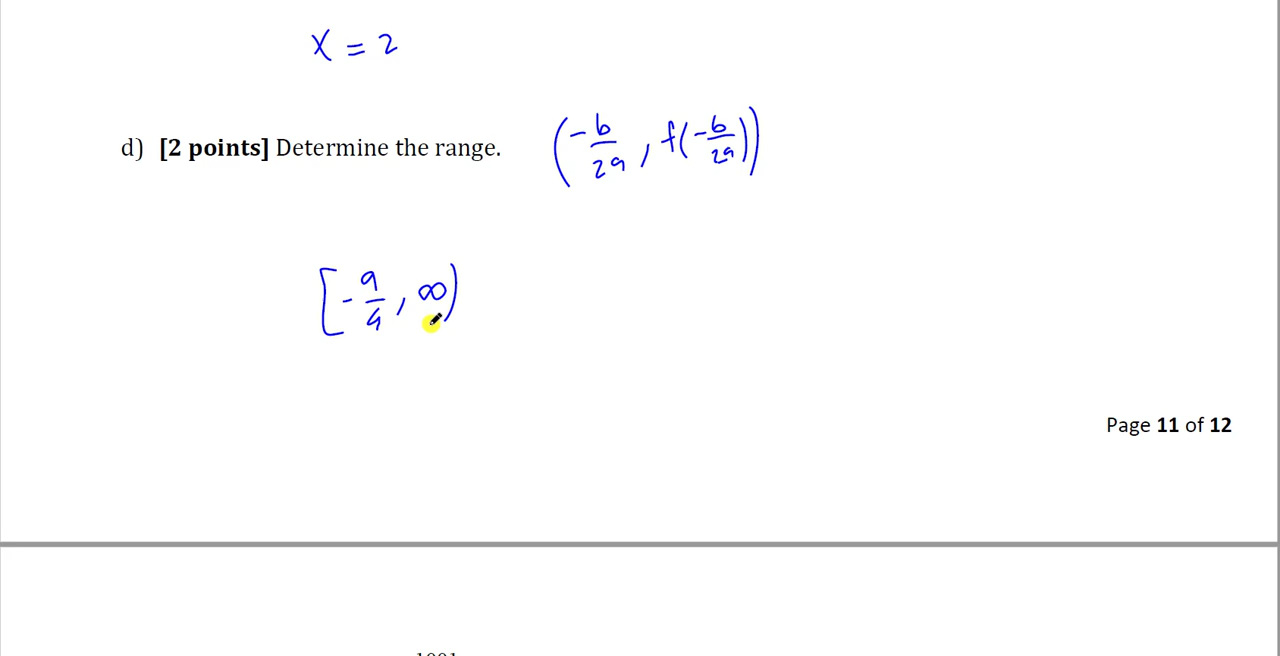 x = 2
d) [2 points] Determine the range. (-b/2a, f(-b/2a))
[-9/4, ∞)
Page 11 of 12